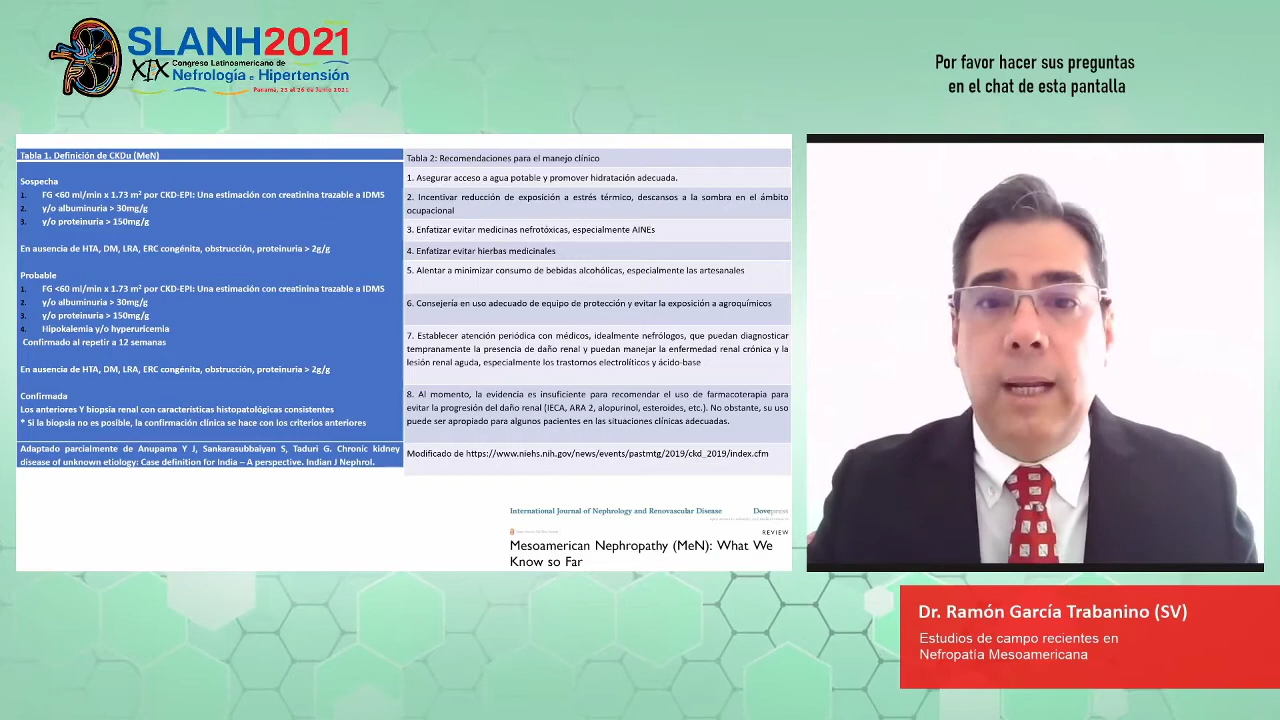 SLANH2021
XIX Congreso Latinoamericano de
Nefrología e Hipertensión
Panamá, 23 al 26 de Junio 2021
Por favor hacer sus preguntas
en el chat de esta pantalla
Tabla 1. Definición de CKDu (MeN)
Sospecha
1. FG <60 ml/min x 1.73 m² por CKD-EPI: Una estimación con creatinina trazable a IDMS
2. y/o albuminuria > 30mg/g
3. y/o proteinuria > 150mg/g
En ausencia de HTA, DM, LRA, ERC congénita, obstrucción, proteinuria > 2g/g
Probable
1. FG <60 ml/min x 1.73 m² por CKD-EPI: Una estimación con creatinina trazable a IDMS
2. y/o albuminuria > 30mg/g
3. y/o proteinuria > 150mg/g
4. Hipokalemia y/o hyperuricemia
Confirmado al repetir a 12 semanas
En ausencia de HTA, DM, LRA, ERC congénita, obstrucción, proteinuria > 2g/g
Confirmada
Los anteriores Y biopsia renal con características histopatológicas consistentes
* Si la biopsia no es posible, la confirmación clínica se hace con los criterios anteriores
Adaptado parcialmente de Anupama Y J, Sankarasubbaiyan S, Taduri G. Chronic kidney
disease of unknown etiology: Case definition for India – A perspective. Indian J Nephrol.
Tabla 2: Recomendaciones para el manejo clínico
1. Asegurar acceso a agua potable y promover hidratación adecuada.
2. Incentivar reducción de exposición a estrés térmico, descansos a la sombra en el ámbito
ocupacional
3. Enfatizar evitar medicinas nefrotóxicas, especialmente AINEs
4. Enfatizar evitar hierbas medicinales
5. Alentar a minimizar consumo de bebidas alcohólicas, especialmente las artesanales
6. Consejería en uso adecuado de equipo de protección y evitar la exposición a agroquímicos
7. Establecer atención periódica con médicos, idealmente nefrólogos, que puedan diagnosticar
tempranamente la presencia de daño renal y puedan manejar la enfermedad renal crónica y la
lesión renal aguda, especialmente los trastornos electrolíticos y ácido-base
8. Al momento, la evidencia es insuficiente para recomendar el uso de farmacoterapia para
evitar la progresión del daño renal (IECA, ARA 2, alopurinol, esteroides, etc.). No obstante, su uso
puede ser apropiado para algunos pacientes en las situaciones clínicas adecuadas.
Modificado de https://www.niehs.nih.gov/news/events/pastmtg/2019/ckd_2019/index.cfm
International Journal of Nephrology and Renovascular Disease
Dovepress
REVIEW
Mesoamerican Nephropathy (MeN): What We
Know so Far
Dr. Ramón García Trabanino (SV)
Estudios de campo recientes en
Nefropatía Mesoamericana